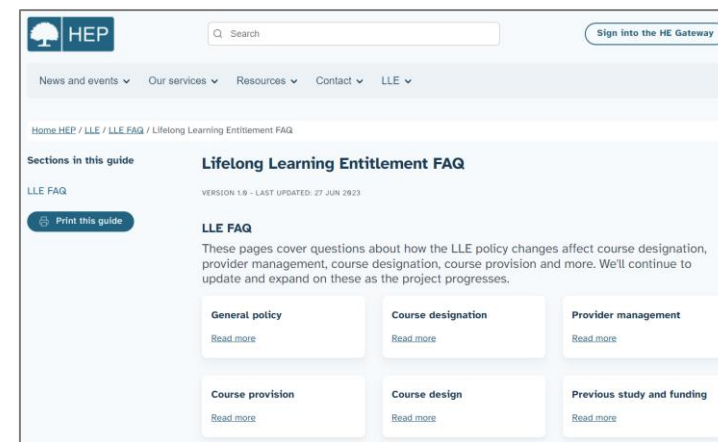 HEP
Search
Sign into the HE Gateway
News and events Our services Resources Contact LLE
Home HEP / LLE / LLE FAQ / Lifelong Learning Entitlement FAQ
Sections in this guide
LLE FAQ
Print this guide
Lifelong Learning Entitlement FAQ
VERSION 1.0 - LAST UPDATED: 27 JUN 2023
LLE FAQ
These pages cover questions about how the LLE policy changes affect course designation,
provider management, course designation, course provision and more. We'll continue to
update and expand on these as the project progresses.
General policy Course designation Provider management
Read more Read more Read more
Course provision Course design Previous study and funding
Read more Read more Read more